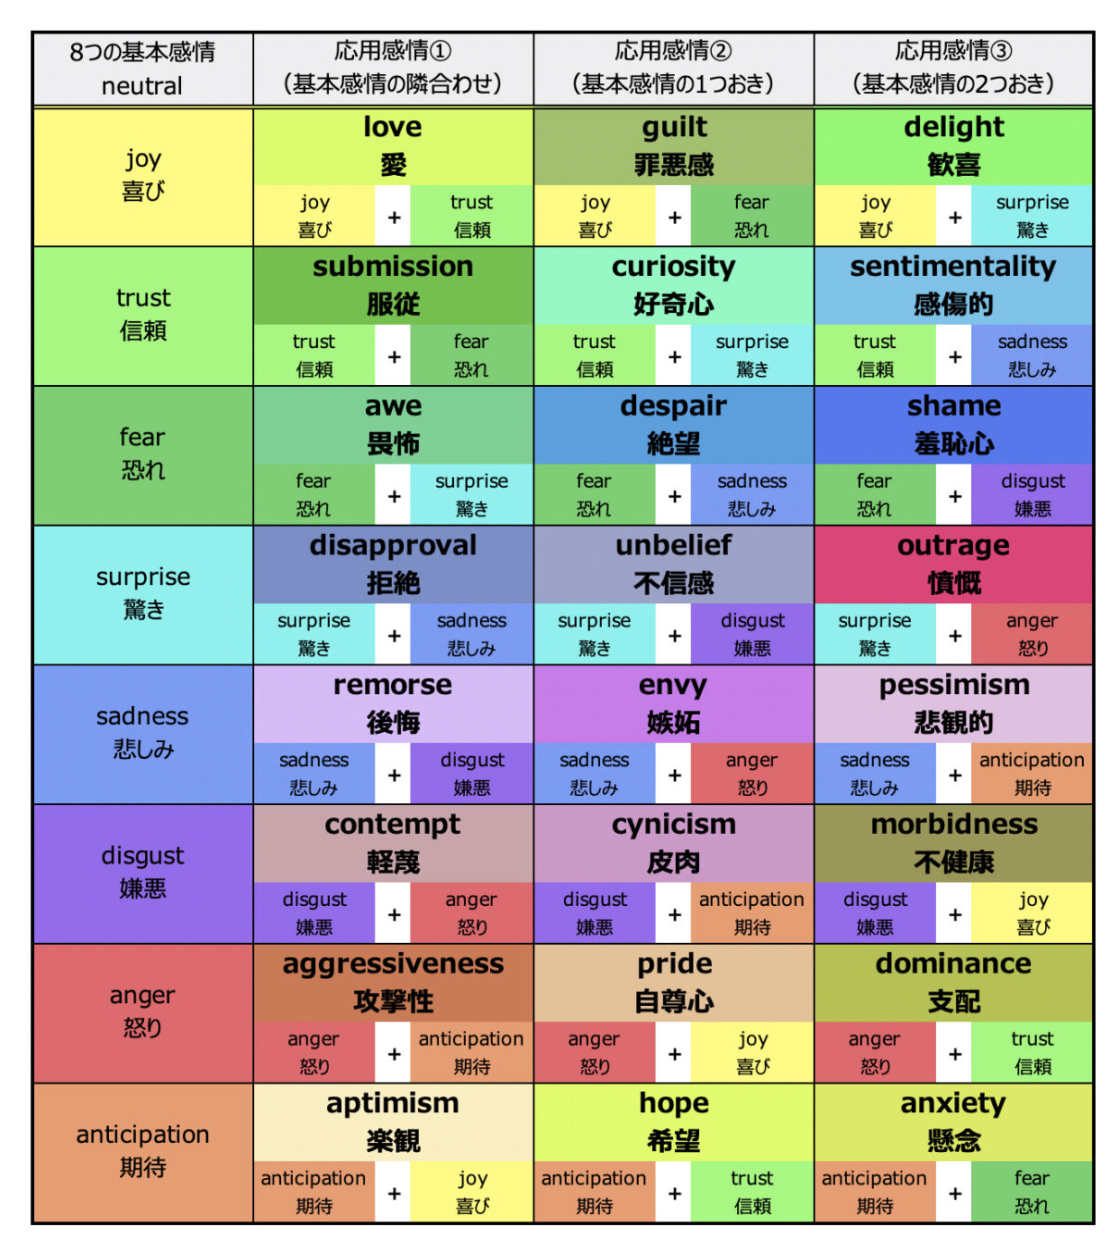 8つの基本感情
neutral
応用感情①
（基本感情の隣合わせ）
応用感情②
（基本感情の1つおき）
応用感情③
（基本感情の2つおき）
joy
喜び
love
愛
joy + trust
喜び 信頼
guilt
罪悪感
joy + fear
喜び 恐れ
delight
歓喜
joy + surprise
喜び 驚き
trust
信頼
submission
服従
trust + fear
信頼 恐れ
curiosity
好奇心
trust + surprise
信頼 驚き
sentimentality
感傷的
trust + sadness
信頼 悲しみ
fear
恐れ
awe
畏怖
fear + surprise
恐れ 驚き
despair
絶望
fear + sadness
恐れ 悲しみ
shame
羞恥心
fear + disgust
恐れ 嫌悪
surprise
驚き
disapproval
拒絶
surprise + sadness
驚き 悲しみ
unbelief
不信感
surprise + disgust
驚き 嫌悪
outrage
憤慨
surprise + anger
驚き 怒り
sadness
悲しみ
remorse
後悔
sadness + disgust
悲しみ 嫌悪
envy
嫉妬
sadness + anger
悲しみ 怒り
pessimism
悲観的
sadness + anticipation
悲しみ 期待
disgust
嫌悪
contempt
軽蔑
disgust + anger
嫌悪 怒り
cynicism
皮肉
disgust + anticipation
嫌悪 期待
morbidness
不健康
disgust + joy
嫌悪 喜び
anger
怒り
aggressiveness
攻撃性
anger + anticipation
怒り 期待
pride
自尊心
anger + joy
怒り 喜び
dominance
支配
anger + trust
怒り 信頼
anticipation
期待
aptimism
楽観
anticipation + joy
期待 喜び
hope
希望
anticipation + trust
期待 信頼
anxiety
懸念
anticipation + fear
期待 恐れ